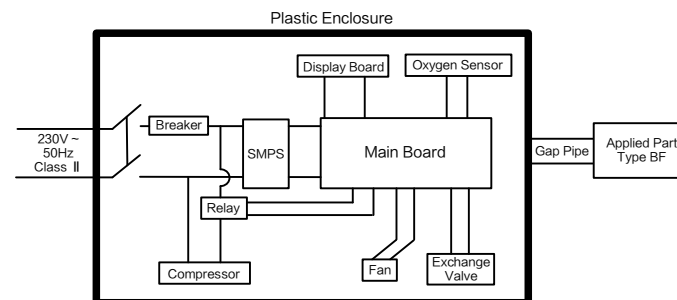 Plastic Enclosure
Display Board
Oxygen Sensor
Breaker
230V ~
50Hz
Class Ⅱ
SMPS
Main Board
Gap Pipe
Applied Part
Type BF
Relay
Compressor
Fan
Exchange
Valve